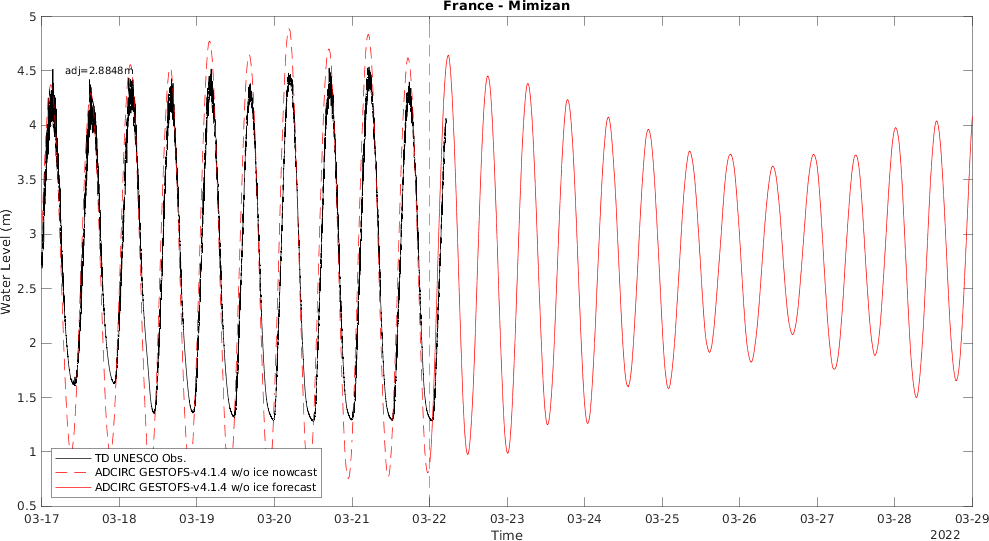 France - Mimizan
adj=2.8848m
Water Level (m)
5
4.5
4
3.5
3
2.5
2
1.5
1
0.5
TD UNESCO Obs.
ADCIRC GESTOFS-v4.1.4 w/o ice nowcast
ADCIRC GESTOFS-v4.1.4 w/o ice forecast
03-17 03-18 03-19 03-20 03-21 03-22 03-23 03-24 03-25 03-26 03-27 03-28 03-29
Time
2022